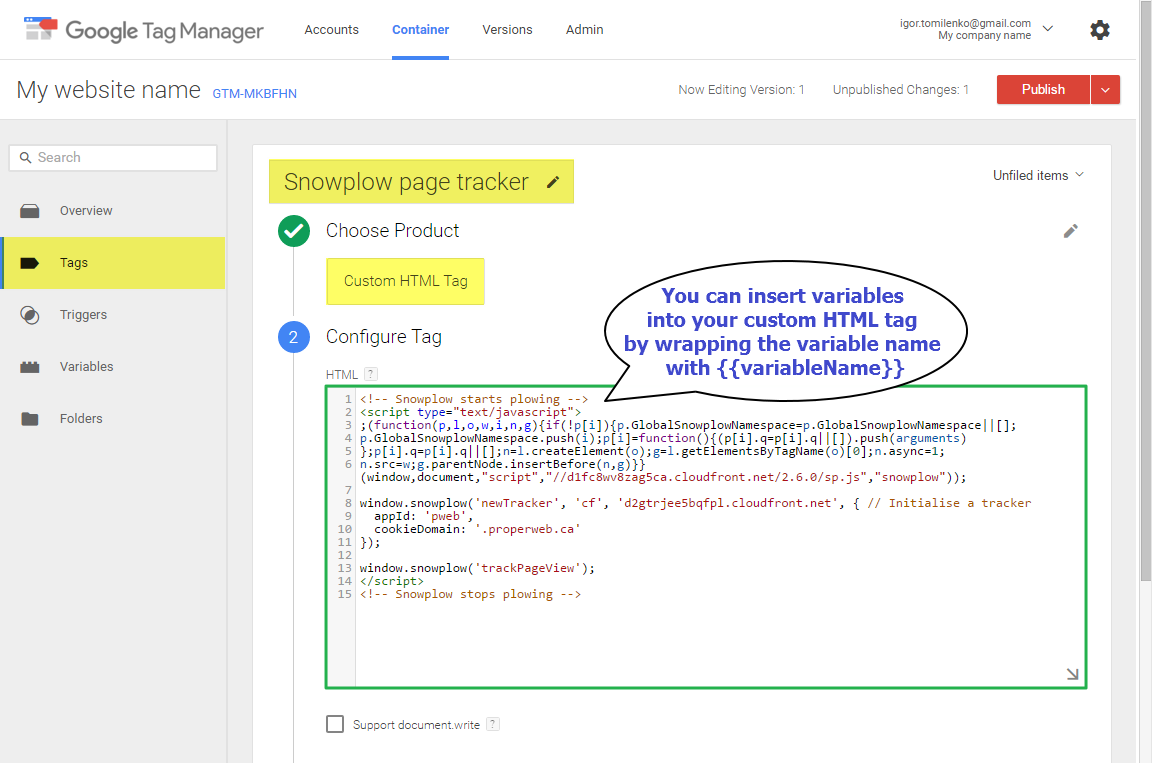 Google Tag Manager
Accounts
Container
Versions
Admin
igor.tomilenko@gmail.com
My company name
My website name GTM-MKBFHN
Now Editing Version: 1
Unpublished Changes: 1
Publish
Search
Overview
Tags
Triggers
Variables
Folders
Snowplow page tracker
Unfiled items
Choose Product
Custom HTML Tag
You can insert variables
into your custom HTML tag
by wrapping the variable name
with {{variableName}}
2 Configure Tag
HTML ?
1 <!-- Snowplow starts plowing -->
2 <script type="text/javascript">
3 ;(function(p,l,o,w,i,n,g){if(!p[i]){p.GlobalSnowplowNamespace=p.GlobalSnowplowNamespace||[];
4 p.GlobalSnowplowNamespace.push(i);p[i]=function(){(p[i].q=p[i].q||[]).push(arguments)
5 };p[i].q=p[i].q||[];n=l.createElement(o);g=l.getElementsByTagName(o)[0];n.async=1;
6 n.src=w;g.parentNode.insertBefore(n,g)}}
(window,document,"script","//d1fc8wv8zag5ca.cloudfront.net/2.6.0/sp.js","snowplow"));
7
8 window.snowplow('newTracker', 'cf', 'd2gtrjee5bqfpl.cloudfront.net', { // Initialise a tracker
9 appId: 'pweb',
10 cookieDomain: '.properweb.ca'
11 });
12
13 window.snowplow('trackPageView');
14 </script>
15 <!-- Snowplow stops plowing -->
Support document.write ?